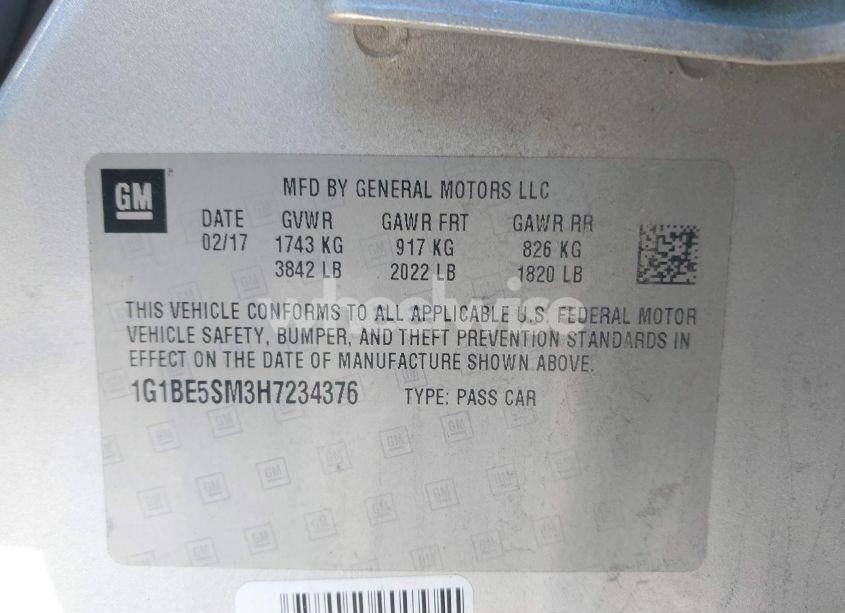 GM
MFD BY GENERAL MOTORS LLC
DATE GVWR GAWR FRT GAWR RR
02/17 1743 KG 917 KG 826 KG
3842 LB 2022 LB 1820 LB
wheelwise
THIS VEHICLE CONFORMS TO ALL APPLICABLE U.S. FEDERAL MOTOR
VEHICLE SAFETY, BUMPER, AND THEFT PREVENTION STANDARDS IN
EFFECT ON THE DATE OF MANUFACTURE SHOWN ABOVE.
1G1BE5SM3H7234376 TYPE: PASS CAR